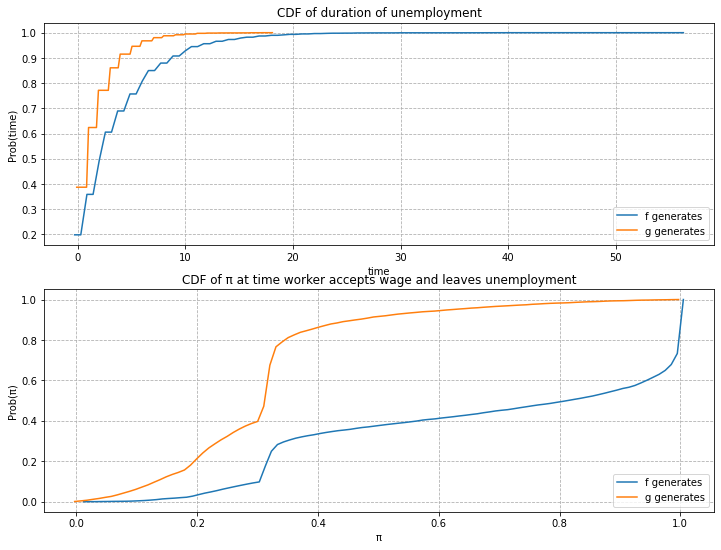 CDF of duration of unemployment
1.0
0.9
0.8
0.7
0.6
0.5
0.4
0.3
0.2
Prob(time)
f generates
g generates
0 10 20 30 40 50
time
CDF of π at time worker accepts wage and leaves unemployment
1.0
0.8
0.6
0.4
0.2
0.0
Prob(π)
f generates
g generates
0.0 0.2 0.4 0.6 0.8 1.0
π